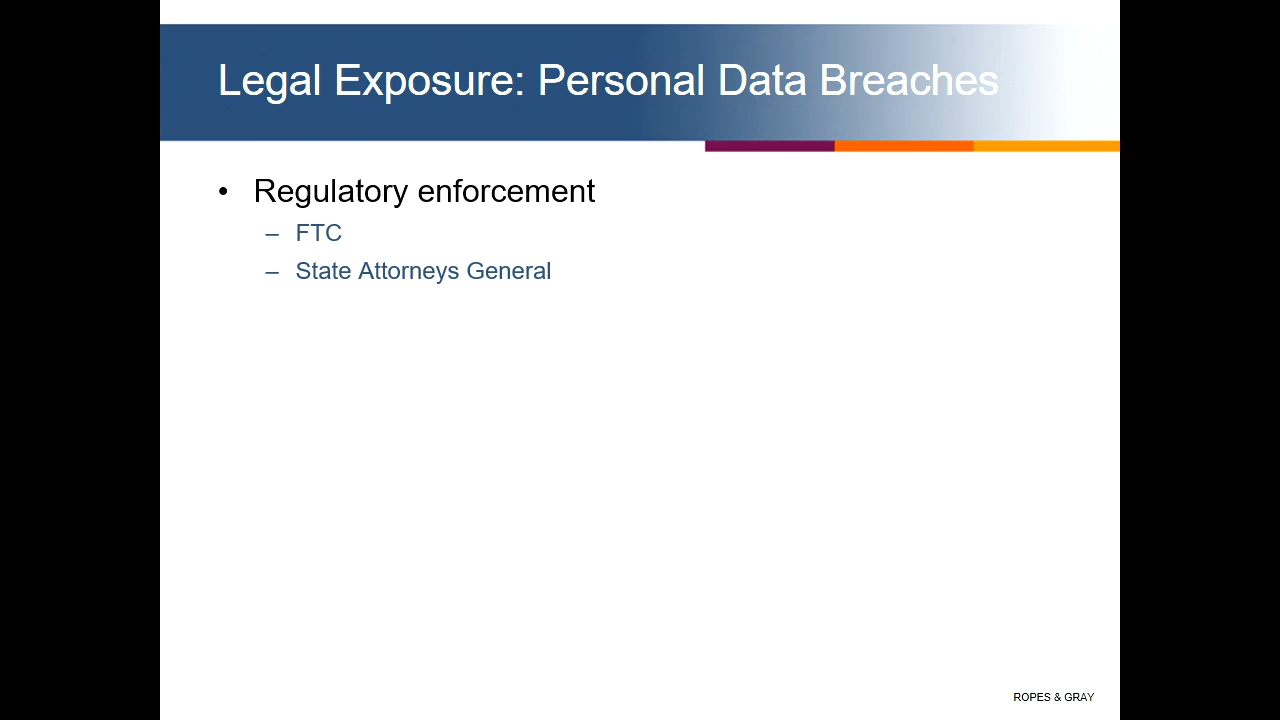 Legal Exposure: Personal Data Breaches
• Regulatory enforcement
– FTC
– State Attorneys General
ROPES & GRAY